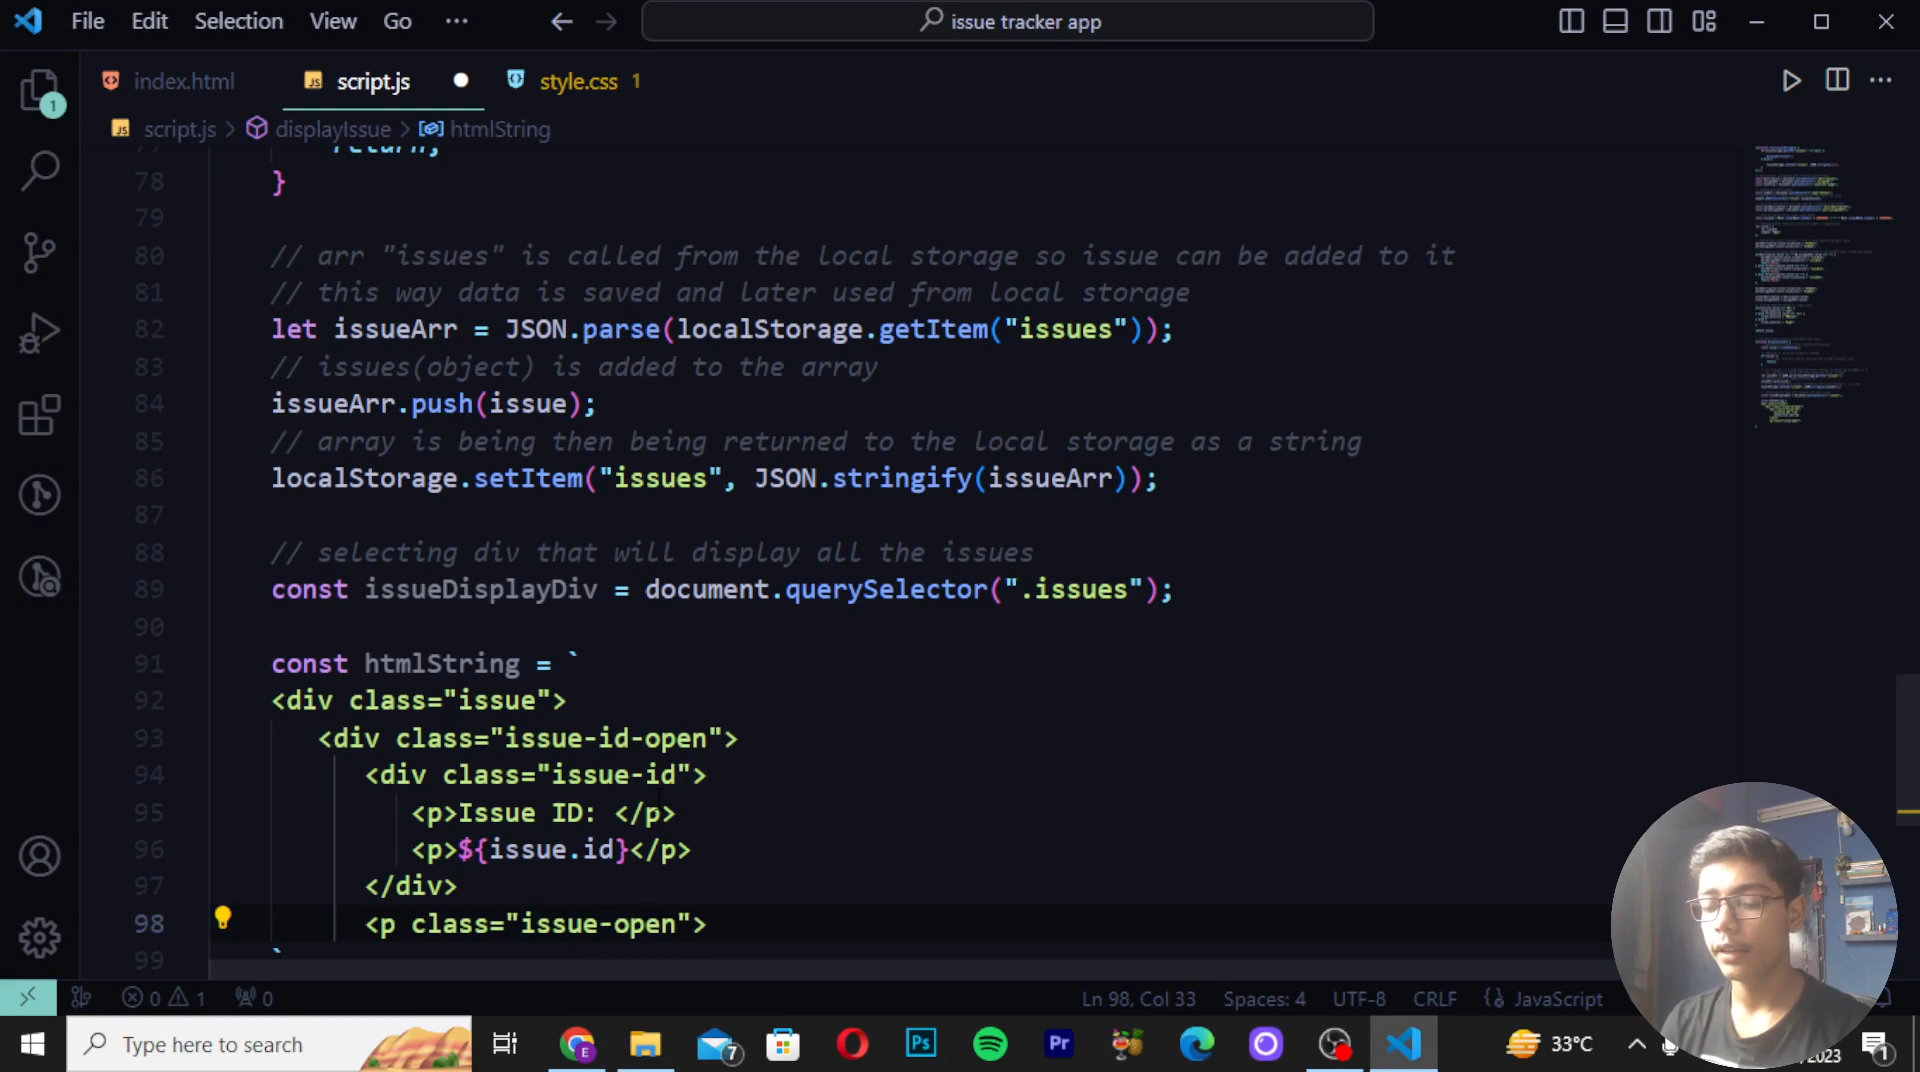 File Edit Selection View Go ··· issue tracker app
index.html script.js style.css 1
script.js > displayIssue > htmlString
77 return;
78 }
79
80 // arr "issues" is called from the local storage so issue can be added to it
81 // this way data is saved and later used from local storage
82 let issueArr = JSON.parse(localStorage.getItem("issues"));
83 // issues(object) is added to the array
84 issueArr.push(issue);
85 // array is being then being returned to the local storage as a string
86 localStorage.setItem("issues", JSON.stringify(issueArr));
87
88 // selecting div that will display all the issues
89 const issueDisplayDiv = document.querySelector(".issues");
90
91 const htmlString = `
92 <div class="issue">
93 <div class="issue-id-open">
94 <div class="issue-id">
95 <p>Issue ID: </p>
96 <p>${issue.id}</p>
97 </div>
98 <p class="issue-open">
99 `
0 1 0 Ln 98, Col 33 Spaces: 4 UTF-8 CRLF {} JavaScript
Type here to search 7 Ps Pr 33°C 2023 1